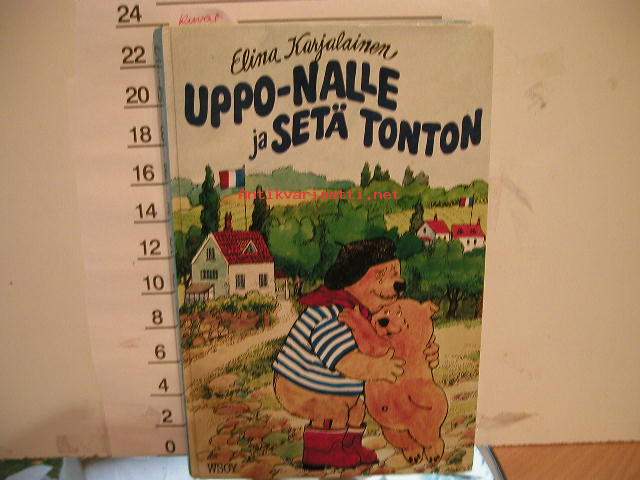 Kuvat
Elina Karjalainen
UPPO-NALLE
ja SETÄ TONTON
antikvariaatti.net
WSOY
24
22
20
18
16
14
12
10
8
6
4
2
0